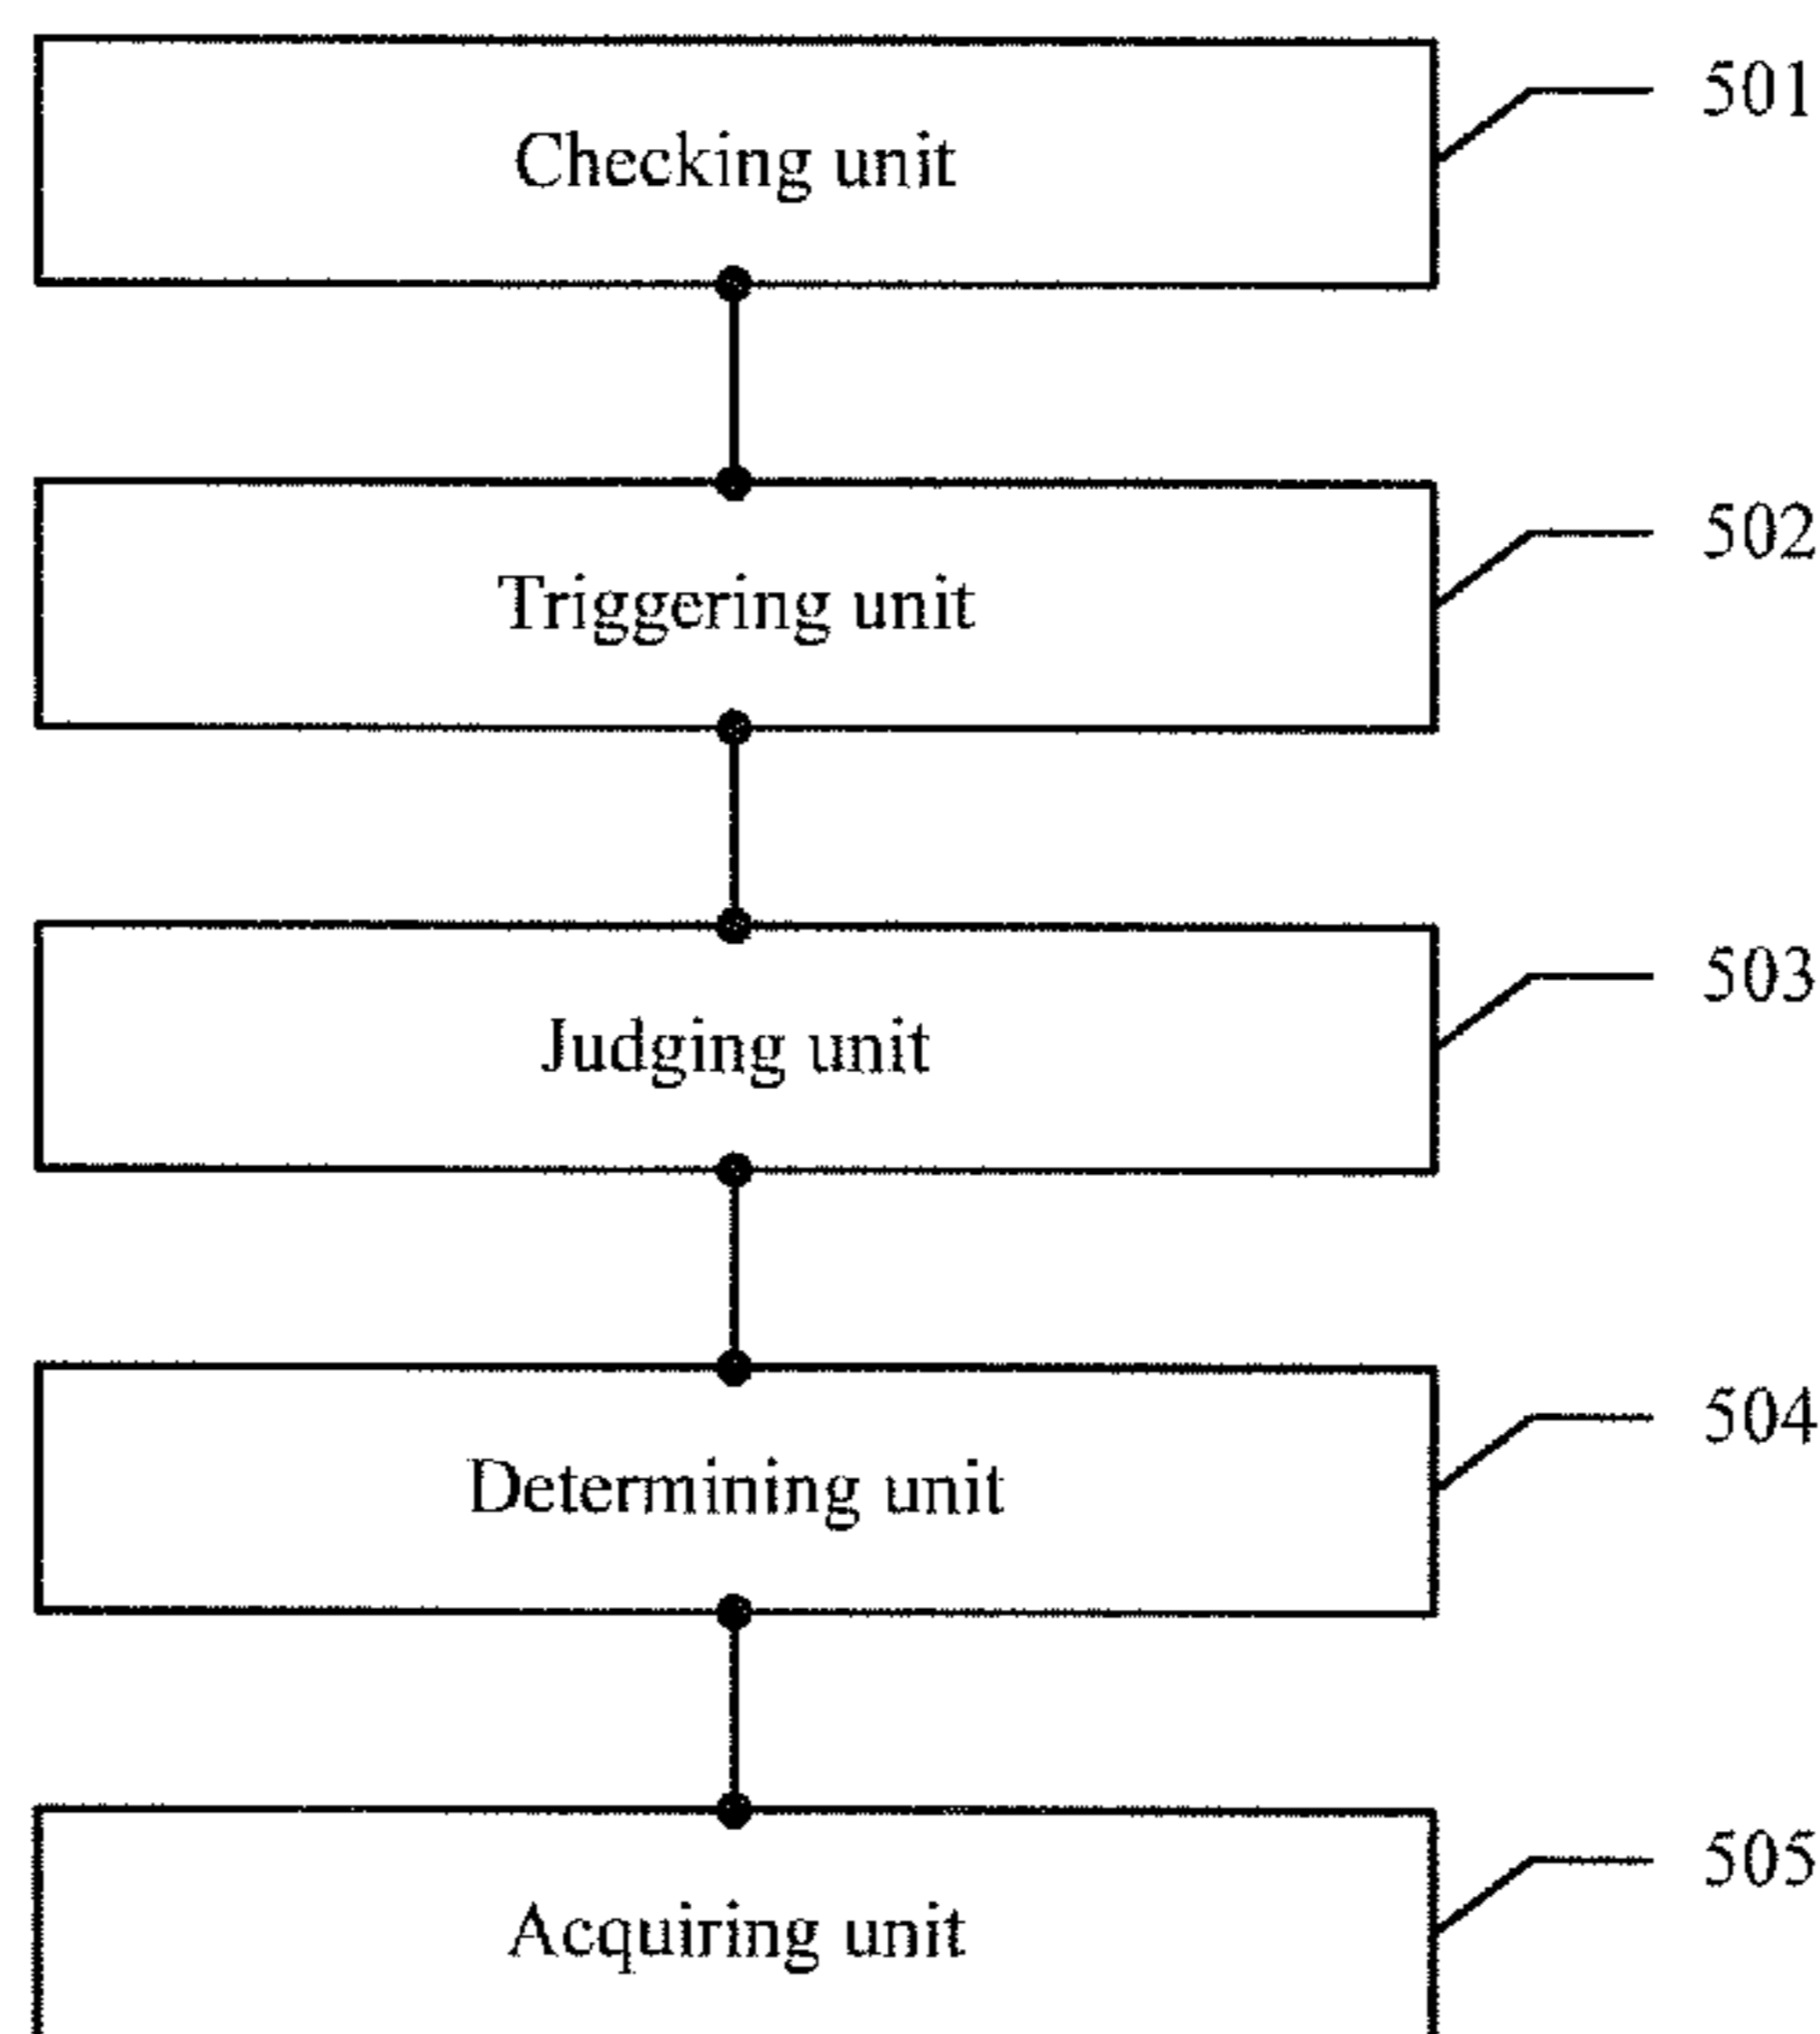 Checking unit
501
Triggering unit
502
Judging unit
503
Determining unit
504
Acquiring unit
505